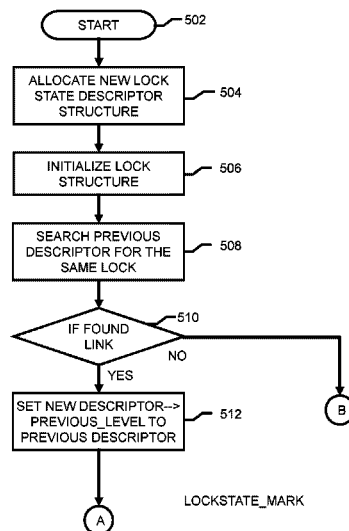 START
502
ALLOCATE NEW LOCK
STATE DESCRIPTOR
STRUCTURE
504
INITIALIZE LOCK
STRUCTURE
506
SEARCH PREVIOUS
DESCRIPTOR FOR THE
SAME LOCK
508
IF FOUND
LINK
510
NO
YES
SET NEW DESCRIPTOR-->
PREVIOUS_LEVEL TO
PREVIOUS DESCRIPTOR
512
B
A
LOCKSTATE_MARK